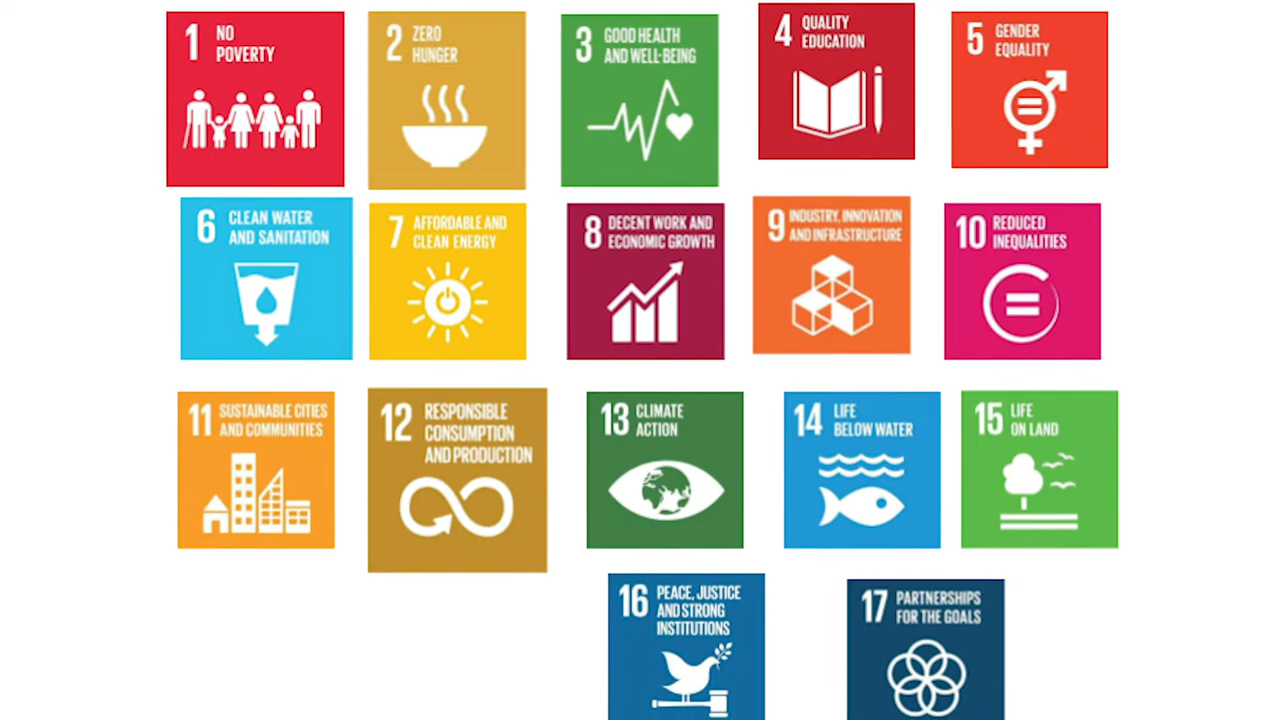 1 NO
POVERTY
2 ZERO
HUNGER
3 GOOD HEALTH
AND WELL-BEING
4 QUALITY
EDUCATION
5 GENDER
EQUALITY
6 CLEAN WATER
AND SANITATION
7 AFFORDABLE AND
CLEAN ENERGY
8 DECENT WORK AND
ECONOMIC GROWTH
9 INDUSTRY, INNOVATION
AND INFRASTRUCTURE
10 REDUCED
INEQUALITIES
11 SUSTAINABLE CITIES
AND COMMUNITIES
12 RESPONSIBLE
CONSUMPTION
AND PRODUCTION
13 CLIMATE
ACTION
14 LIFE
BELOW WATER
15 LIFE
ON LAND
16 PEACE, JUSTICE
AND STRONG
INSTITUTIONS
17 PARTNERSHIPS
FOR THE GOALS